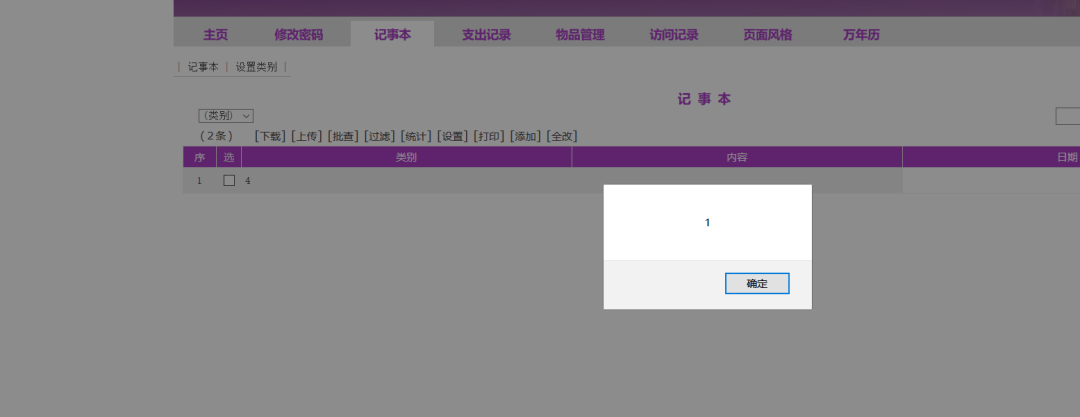 主页 修改密码 记事本 支出记录 物品管理 访问记录 页面风格 万年历
| 记事本 | 设置类别 |
记 事 本
(类别)
(2条) [下载] [上传] [批查] [过滤] [统计] [设置] [打印] [添加] [全改]
序 选 类别 内容 日期
1 4
1
确定